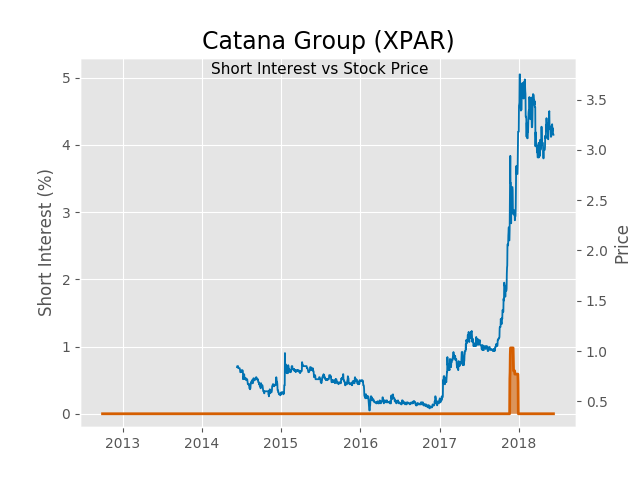 Catana Group (XPAR)
Short Interest vs Stock Price
Short Interest (%)
5
4
3
2
1
0
Price
3.5
3.0
2.5
2.0
1.5
1.0
0.5
2013 2014 2015 2016 2017 2018